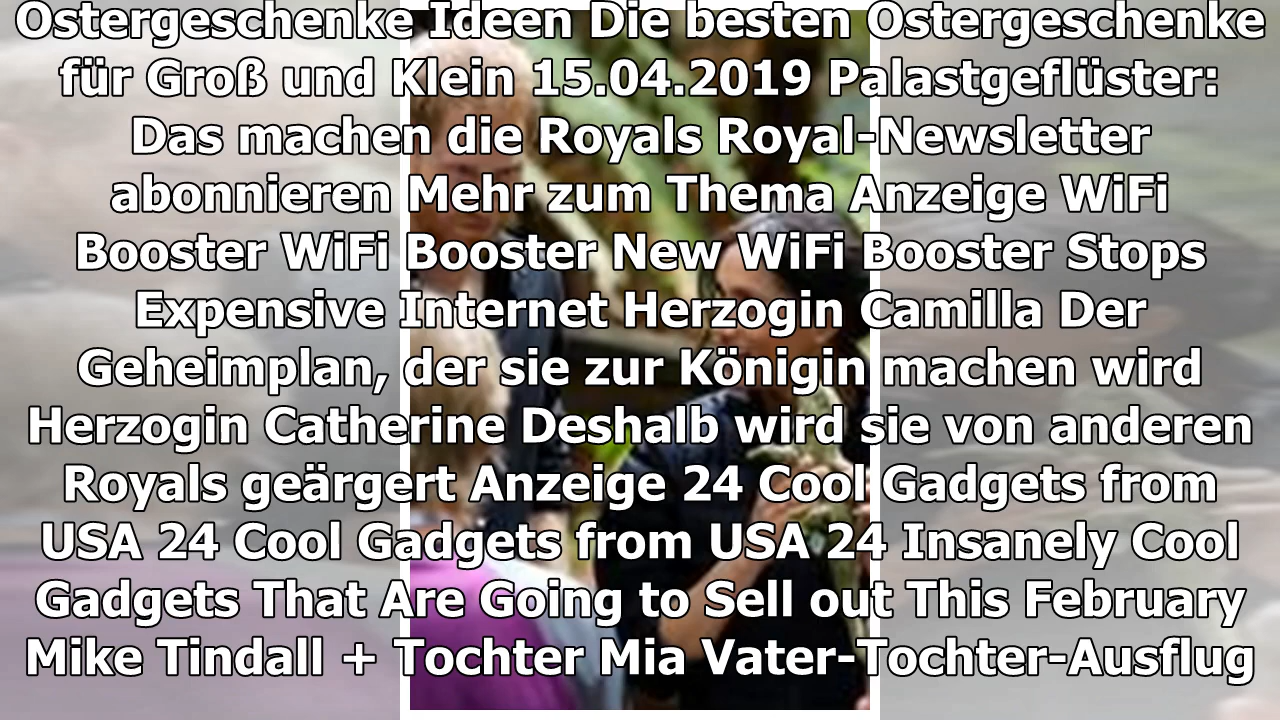 Ostergeschenke Ideen Die besten Ostergeschenke
für Groß und Klein 15.04.2019 Palastgeflüster:
Das machen die Royals Royal-Newsletter
abonnieren Mehr zum Thema Anzeige WiFi
Booster WiFi Booster New WiFi Booster Stops
Expensive Internet Herzogin Camilla Der
Geheimplan, der sie zur Königin machen wird
Herzogin Catherine Deshalb wird sie von anderen
Royals geärgert Anzeige 24 Cool Gadgets from
USA 24 Cool Gadgets from USA 24 Insanely Cool
Gadgets That Are Going to Sell out This February
Mike Tindall + Tochter Mia Vater-Tochter-Ausflug